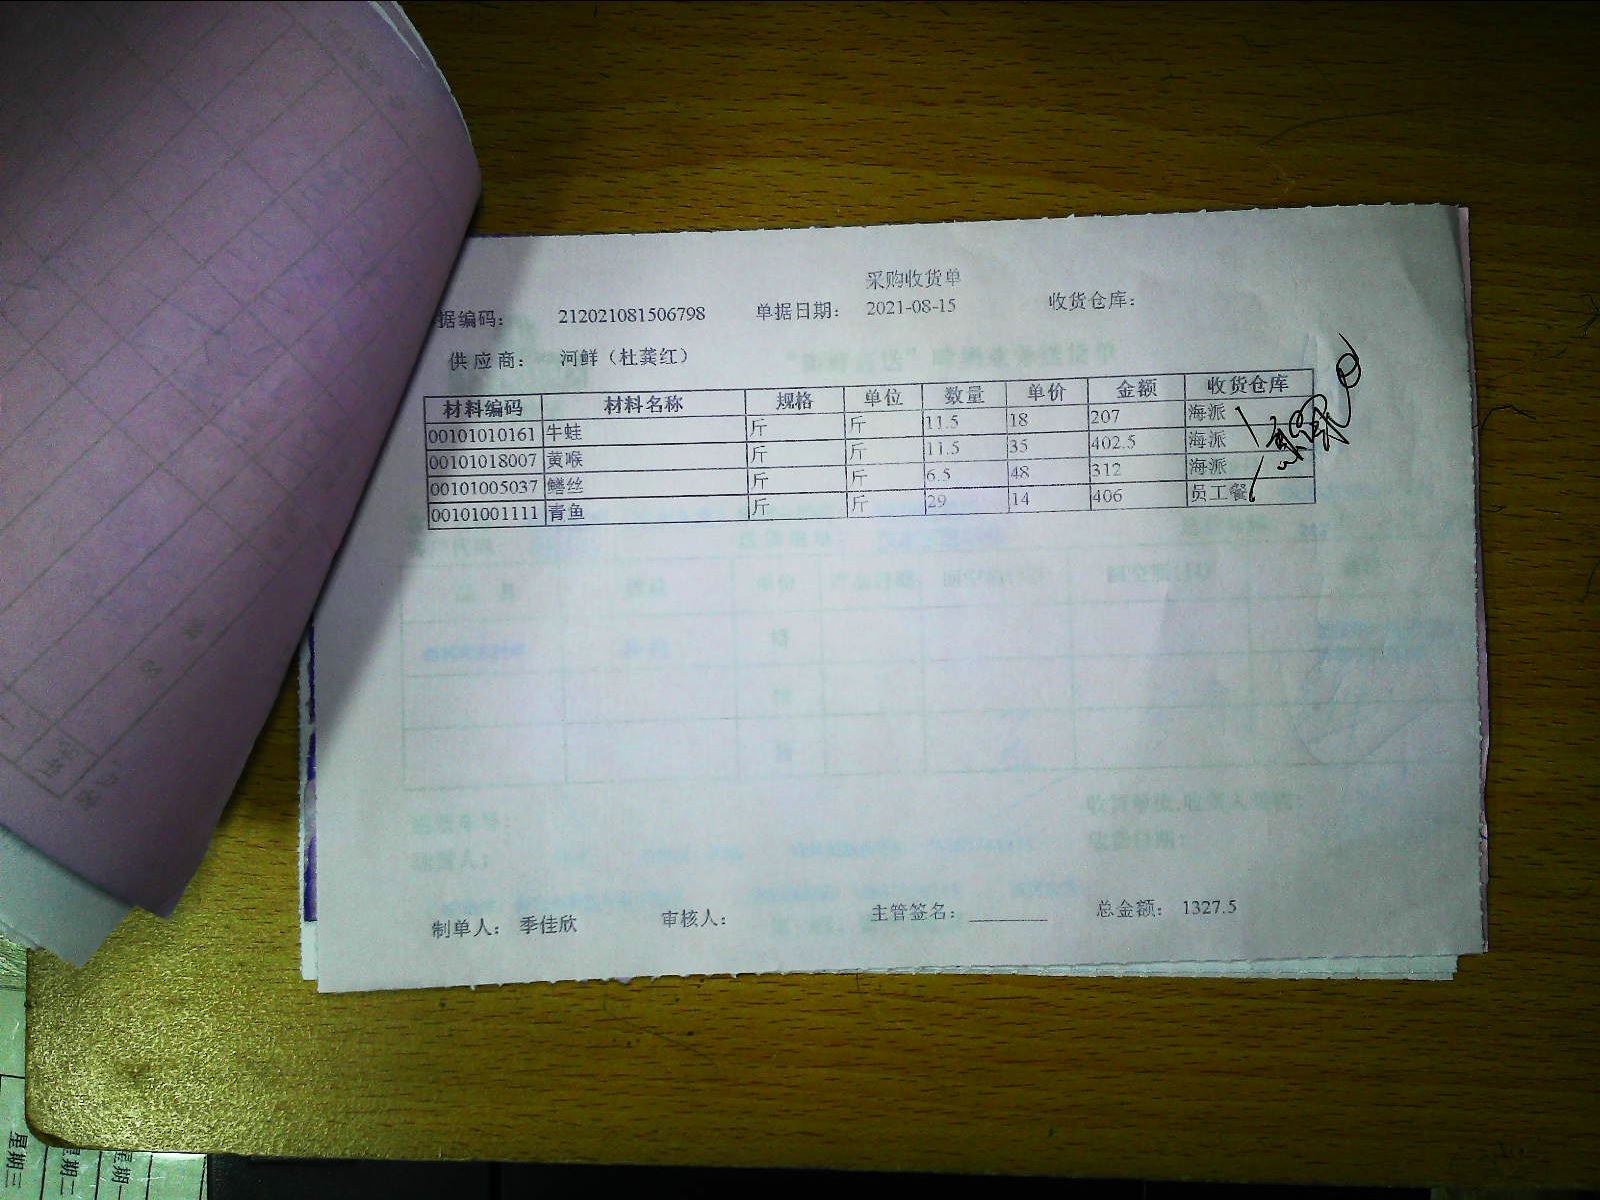 采购收货单
据编码： 212021081506798 单据日期： 2021-08-15 收货仓库：
供应商： 河鲜（杜龚红）
材料编码 材料名称 规格 单位 数量 单价 金额 收货仓库
00101010161 牛蛙 斤 斤 11.5 18 207 海派
00101018007 黄喉 斤 斤 11.5 35 402.5 海派
00101005037 鳝丝 斤 斤 6.5 48 312 海派
00101001111 青鱼 斤 斤 29 14 406 员工餐
制单人： 季佳欣 审核人： 主管签名： ________ 总金额： 1327.5
星期三
星期二
星期一